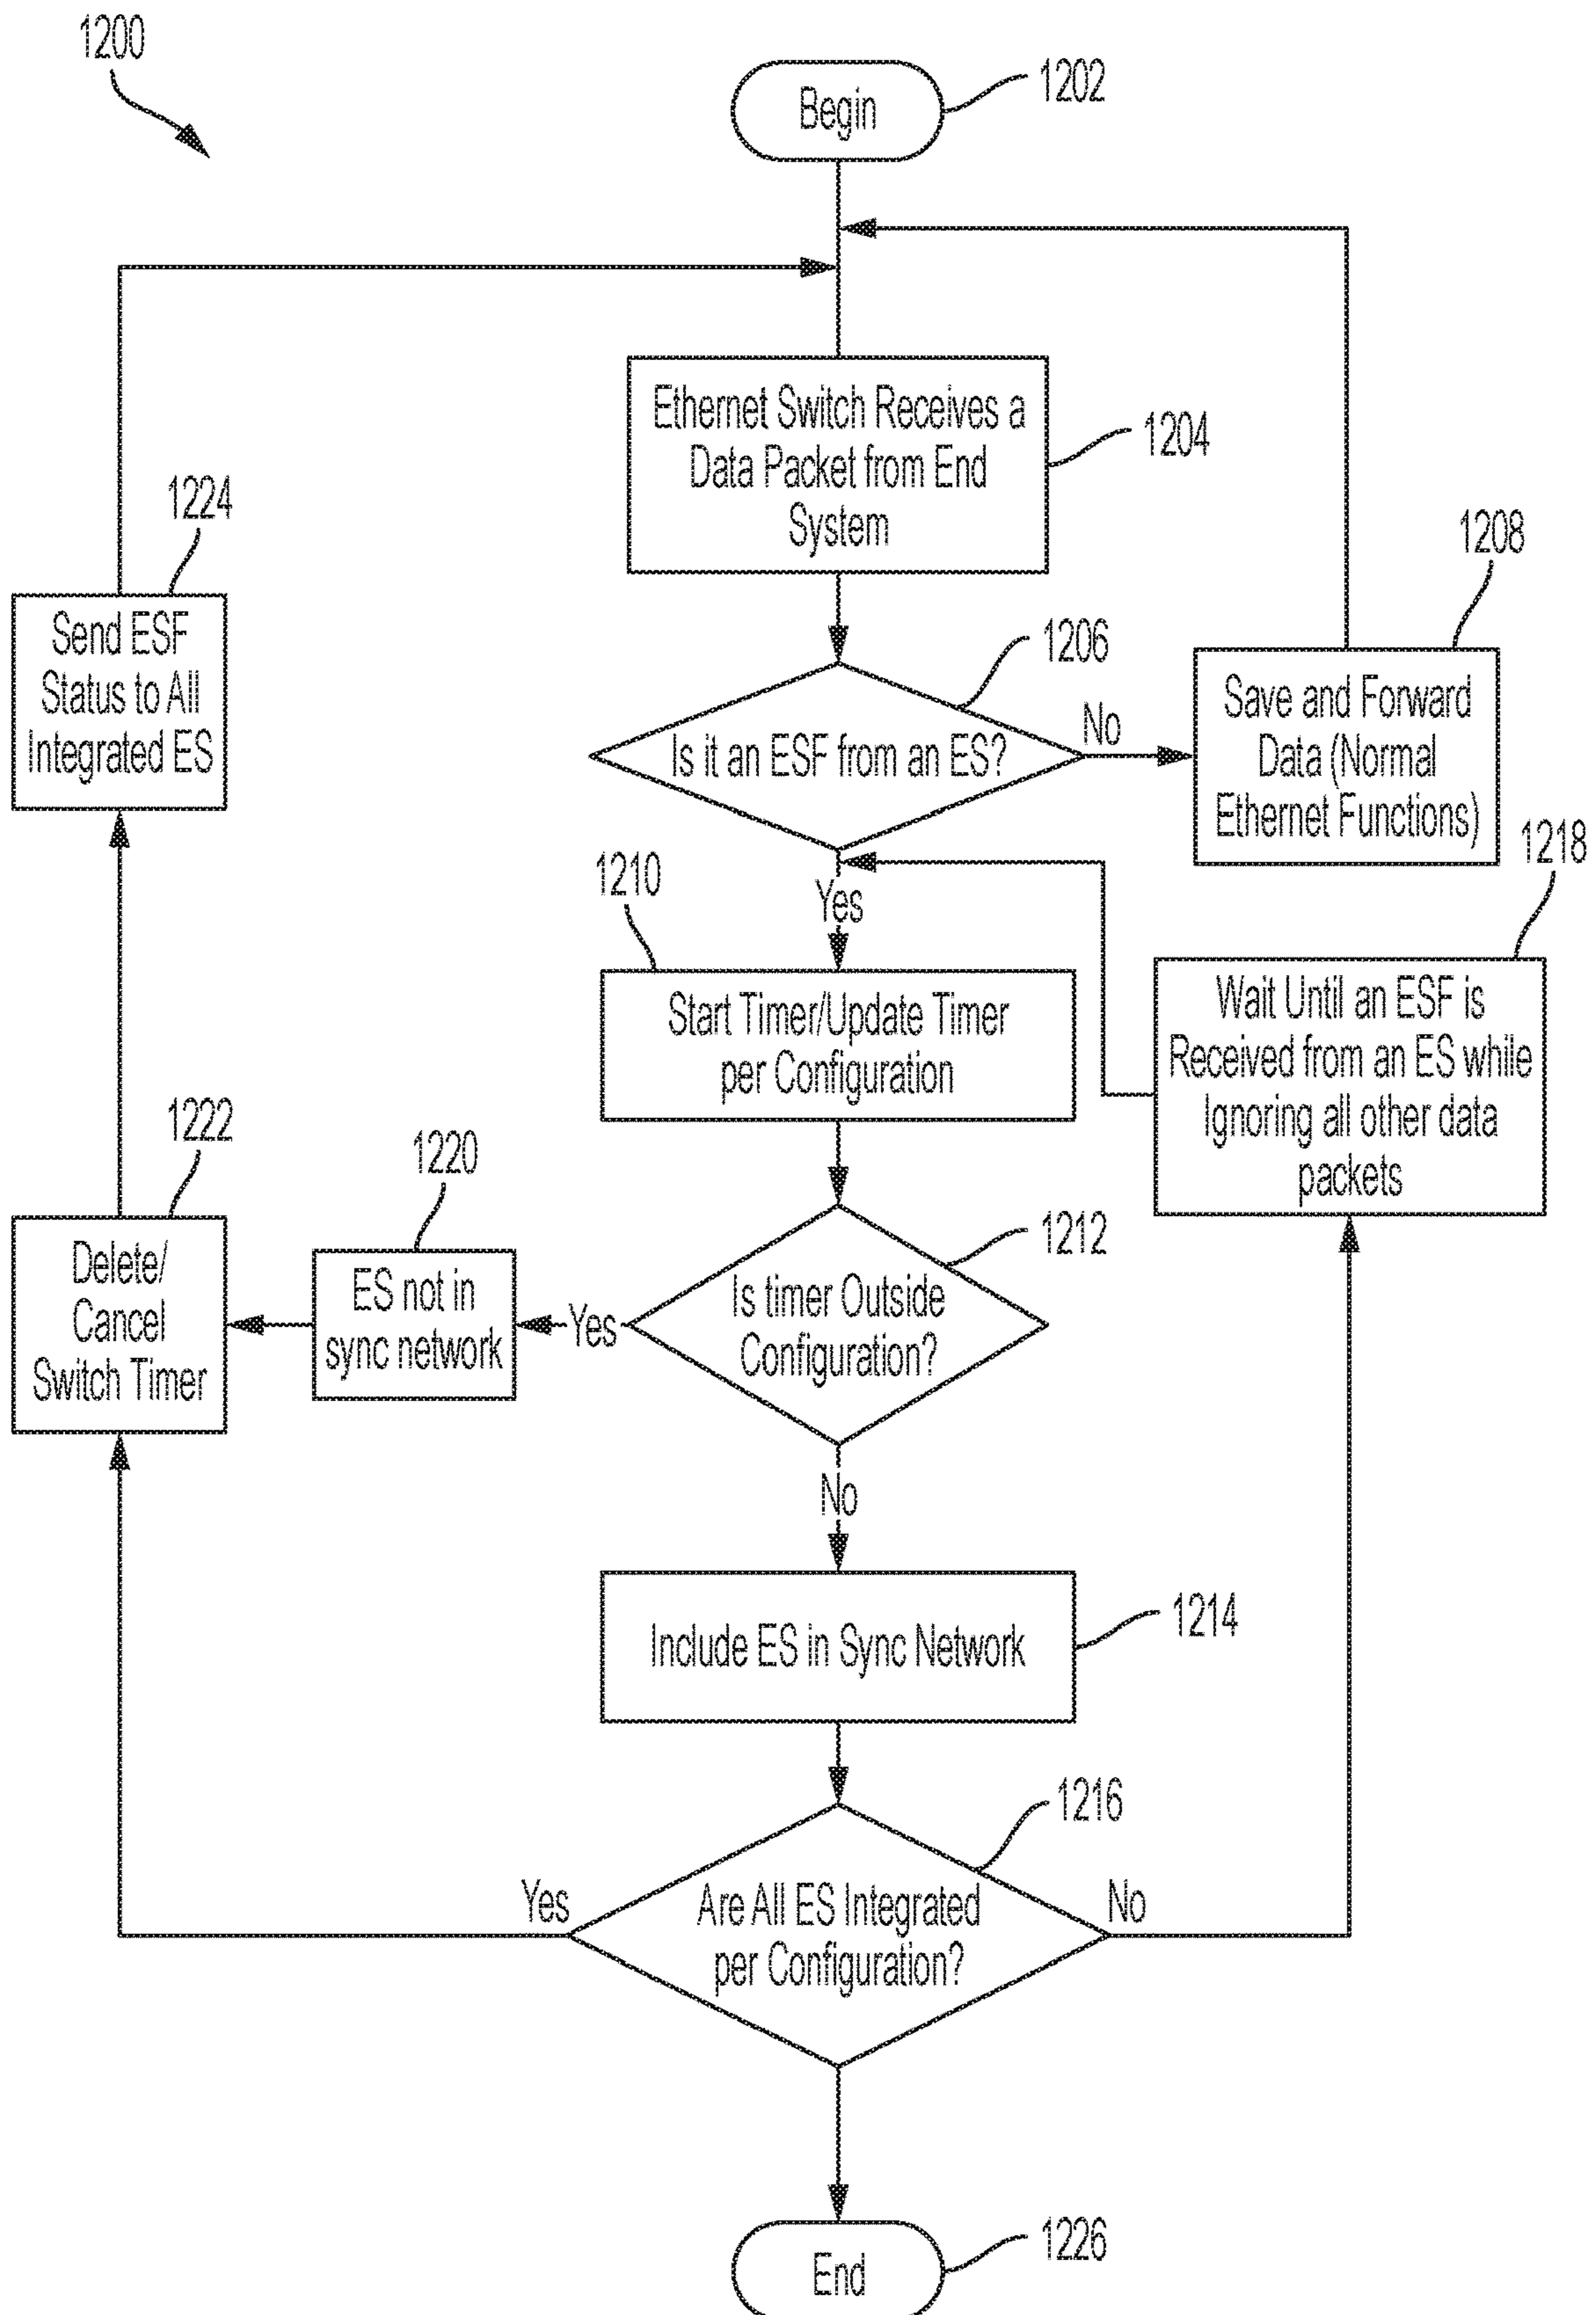 1200
Begin
1202
Ethernet Switch Receives a
Data Packet from End
System
1204
1224
Send ESF
Status to All
Integrated ES
1206
Is it an ESF from an ES?
No
1208
Save and Forward
Data (Normal
Ethernet Functions)
Yes
1210
Start Timer/Update Timer
per Configuration
1218
Wait Until an ESF is
Received from an ES while
Ignoring all other data
packets
1222
Delete/
Cancel
Switch Timer
1220
ES not in
sync network
Yes
1212
Is timer Outside
Configuration?
No
Include ES in Sync Network
1214
1216
Yes
Are All ES Integrated
per Configuration?
No
End
1226